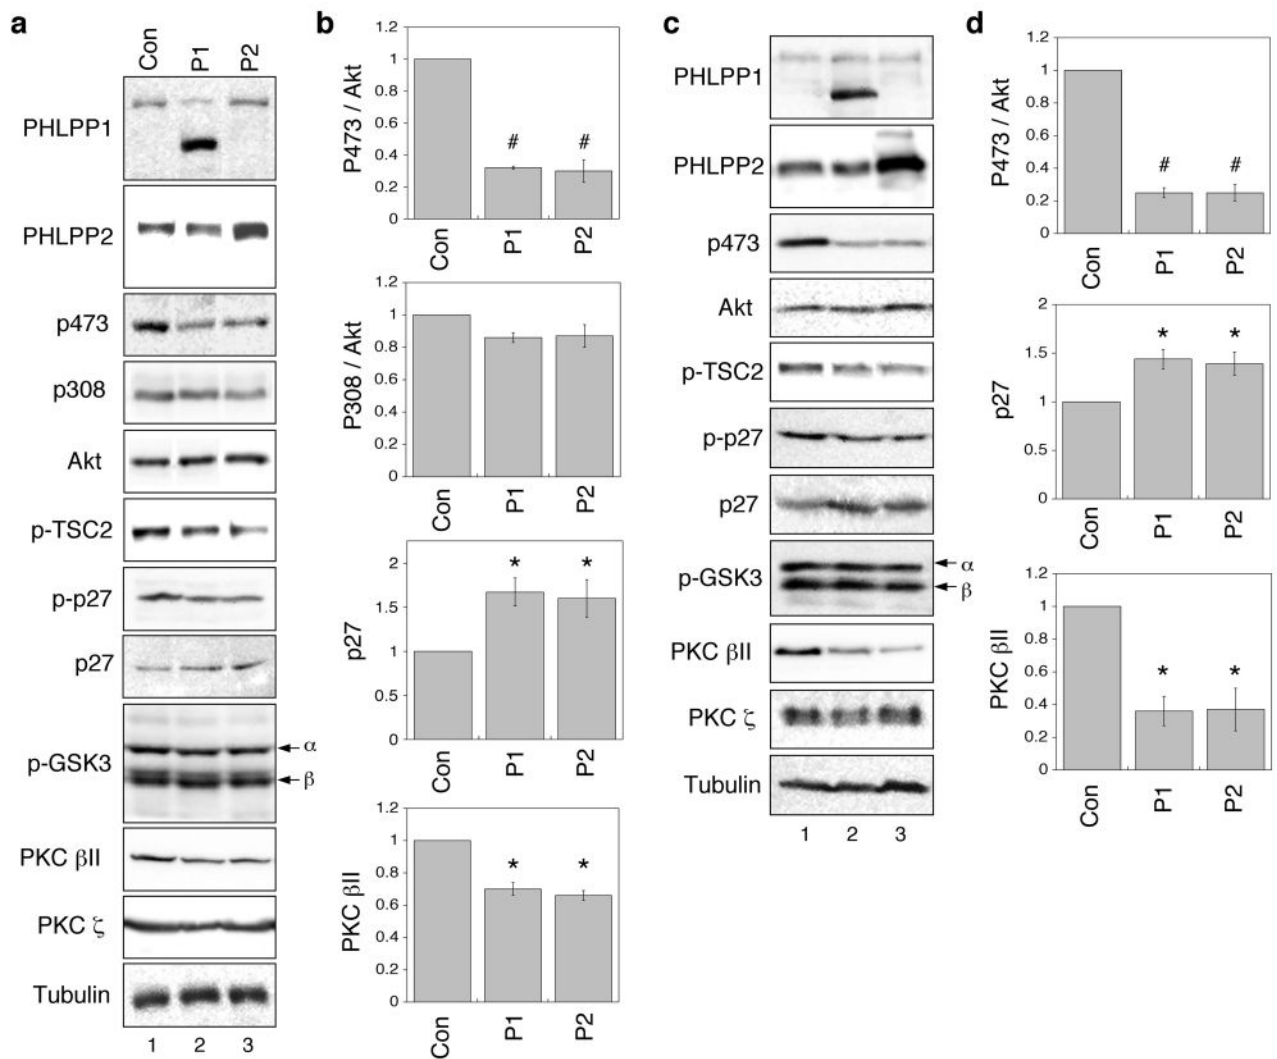 a
Con P1 P2
PHLPP1
PHLPP2
p473
p308
Akt
p-TSC2
p-p27
p27
p-GSK3
α
β
PKC βII
PKC ζ
Tubulin
1 2 3
b
P473 / Akt
1.2
1
0.8
0.6
0.4
0.2
0
# #
Con P1 P2
P308 / Akt
1.2
1
0.8
0.6
0.4
0.2
0
Con P1 P2
p27
2
1.5
1
0.5
0
* *
Con P1 P2
PKC βII
1.2
1
0.8
0.6
0.4
0.2
0
* *
Con P1 P2
c
PHLPP1
PHLPP2
p473
Akt
p-TSC2
p-p27
p27
p-GSK3
α
β
PKC βII
PKC ζ
Tubulin
1 2 3
d
P473 / Akt
1.2
1
0.8
0.6
0.4
0.2
0
# #
Con P1 P2
p27
2
1.5
1
0.5
0
* *
Con P1 P2
PKC βII
1.2
1
0.8
0.6
0.4
0.2
0
* *
Con P1 P2